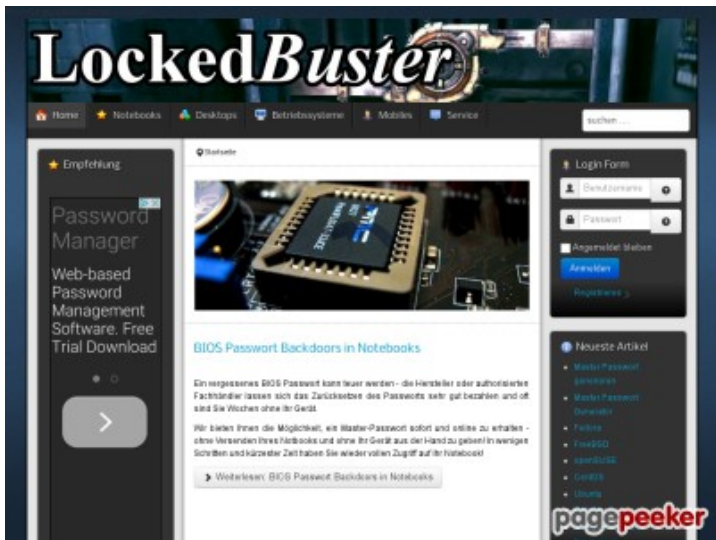 LockedBuster
Home Notebooks Desktops Betriebssysteme Mobiles Service
suchen ...
Empfehlung
Password
Manager
Web-based
Password
Management
Software. Free
Trial Download
Startseite
BIOS Passwort Backdoors in Notebooks
Ein vergessenes BIOS Passwort kann teuer werden - die Hersteller oder authorisierten
Fachhändler lassen sich das Zurücksetzen des Passworts sehr gut bezahlen und oft
sind Sie Wochen ohne Ihr Gerät.
Wir bieten Ihnen die Möglichkeit, ein Master-Passwort sofort und online zu erhalten -
ohne Versenden Ihres Notbooks und ohne Ihr Gerät aus der Hand zu geben! In wenigen
Schritten und kürzester Zeit haben Sie wieder vollen Zugriff auf Ihr Notebook!
Weiterlesen: BIOS Passwort Backdoors in Notebooks
Login Form
Benutzername
Passwort
Angemeldet bleiben
Anmelden
Registrieren
Neueste Artikel
Master Passwort
generieren
Master Passwort
Generator
Fedora
FreeBSD
openSUSE
CentOS
Ubuntu
pagepeeker